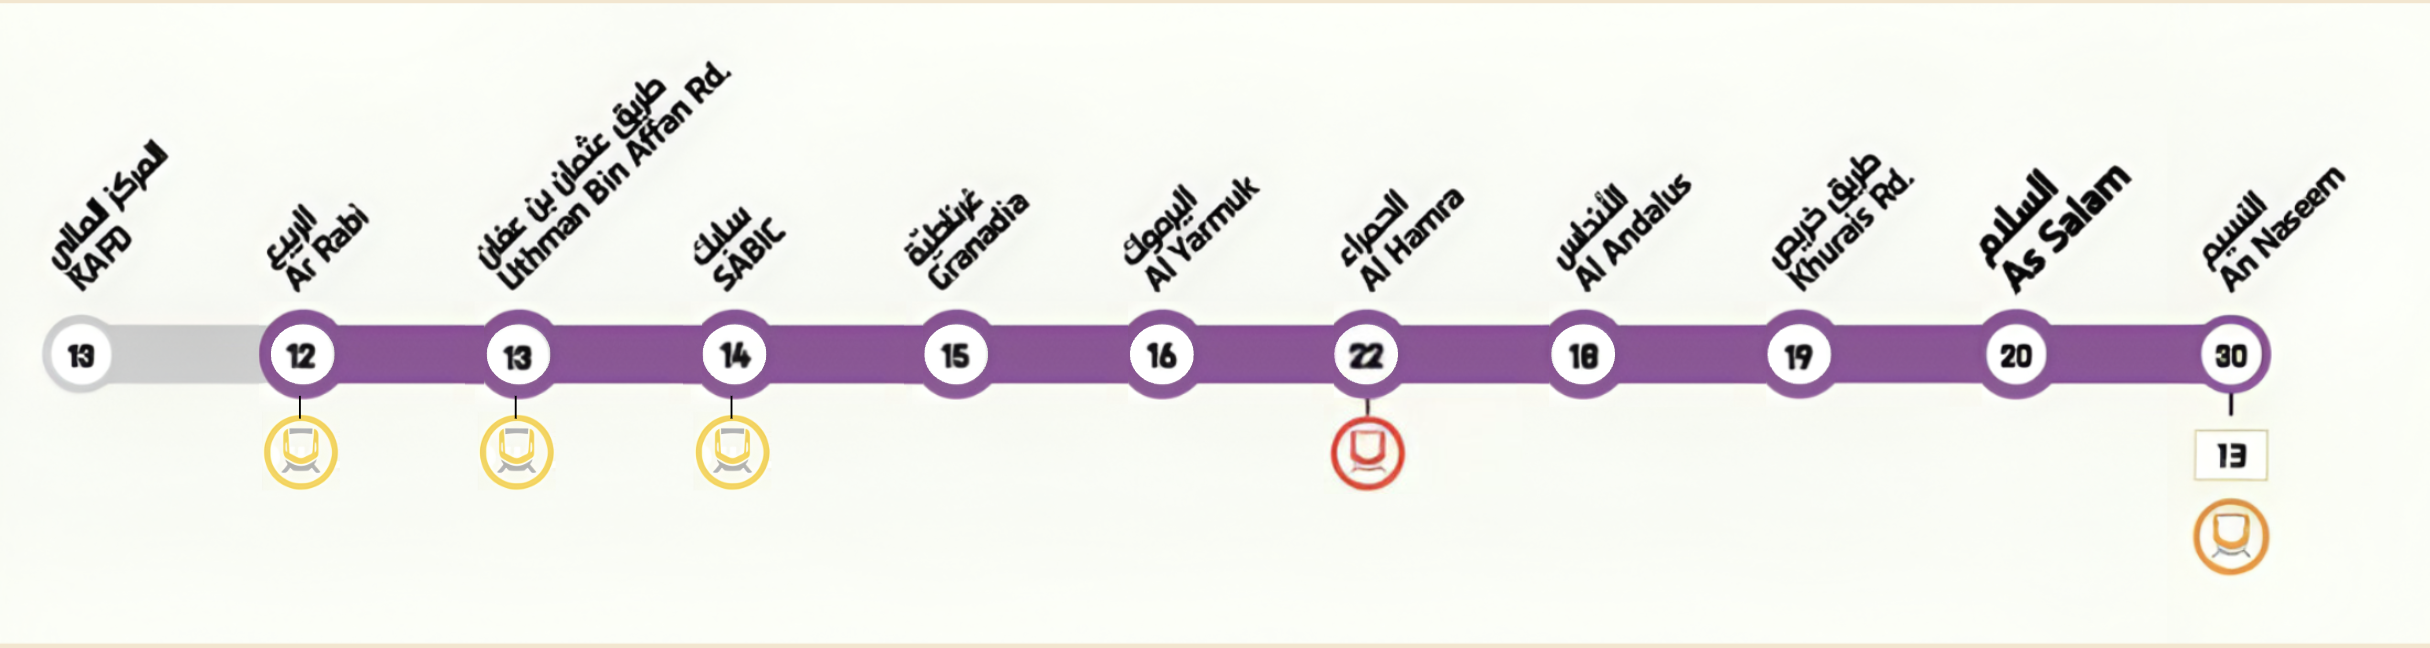 المركز المالي
KAFD
الربيع
Ar Rabi
طريق عثمان بن عفان
Uthman Bin Affan Rd.
سابك
SABIC
غرناطة
Granadia
اليرموك
Al Yarmuk
الحمراء
Al Hamra
الأندلس
Al Andalus
طريق خريص
Khurais Rd.
السلام
As Salam
النسيم
An Naseem
13
12
13
14
15
16
22
18
19
20
30
13